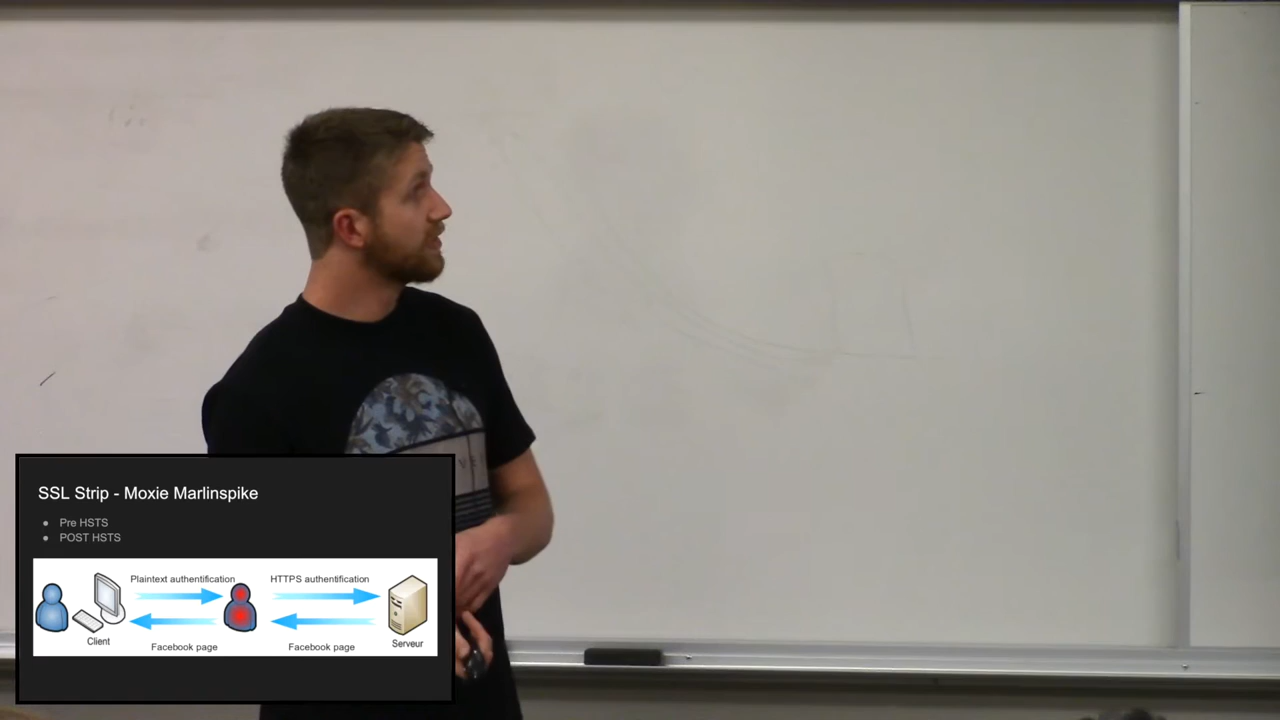 SSL Strip - Moxie Marlinspike
● Pre HSTS
● POST HSTS
Plaintext authentification HTTPS authentification
Client
Serveur
Facebook page Facebook page